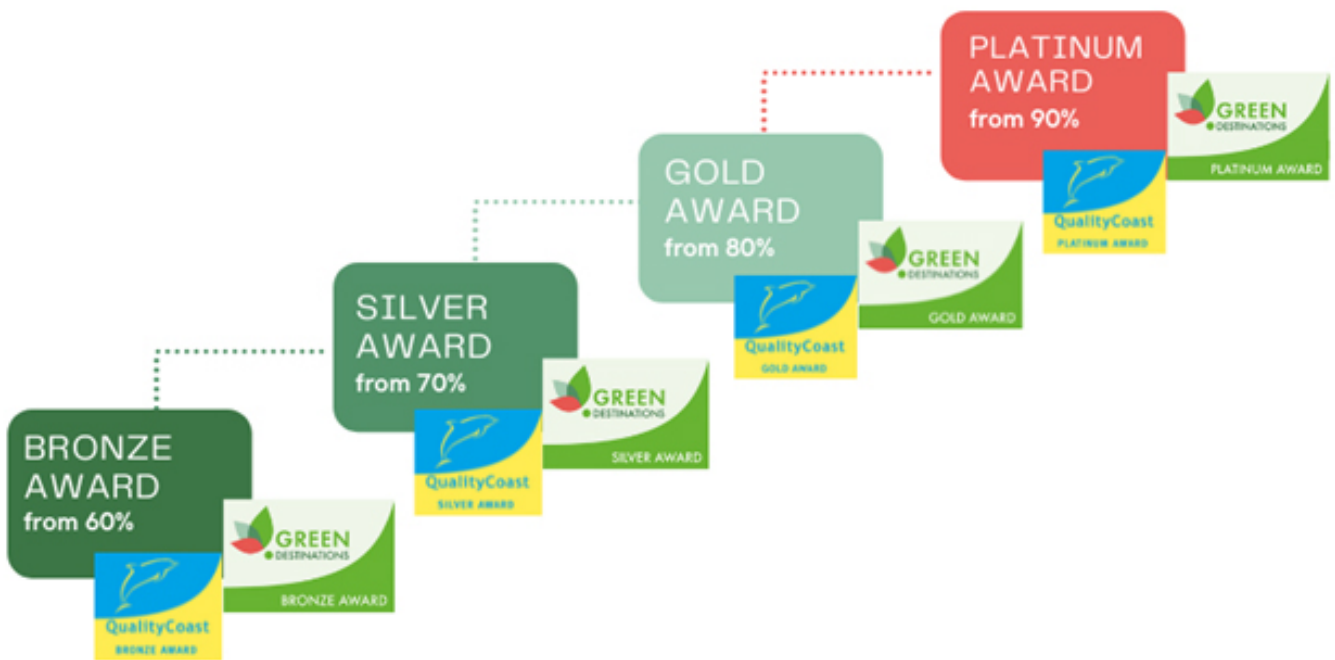 PLATINUM
AWARD
from 90%
GREEN
DESTINATIONS
PLATINUM AWARD
QualityCoast
PLATINUM AWARD
GOLD
AWARD
from 80%
GREEN
DESTINATIONS
GOLD AWARD
QualityCoast
GOLD AWARD
SILVER
AWARD
from 70%
GREEN
DESTINATIONS
SILVER AWARD
QualityCoast
SILVER AWARD
BRONZE
AWARD
from 60%
GREEN
DESTINATIONS
BRONZE AWARD
QualityCoast
BRONZE AWARD